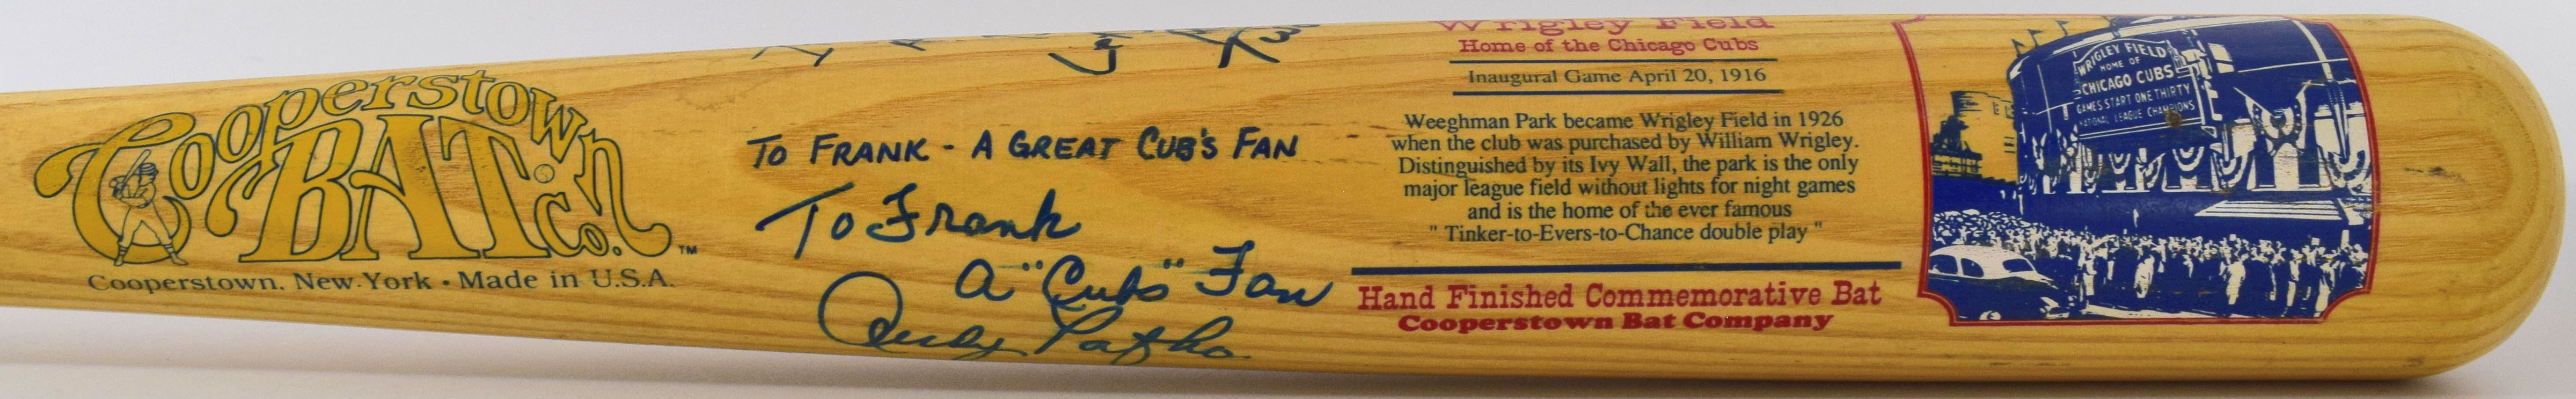 Cooperstown
BAT Co.
TM
Cooperstown, New York • Made in U.S.A.
TO FRANK - A GREAT CUB'S FAN
To Frank
A "Cubs" Fan
Andy Pafko
Wrigley Field
Home of the Chicago Cubs
Inaugural Game April 20, 1916
Weeghman Park became Wrigley Field in 1926
when the club was purchased by William Wrigley.
Distinguished by its Ivy Wall, the park is the only
major league field without lights for night games
and is the home of the ever famous
" Tinker-to-Evers-to-Chance double play "
Hand Finished Commemorative Bat
Cooperstown Bat Company
WRIGLEY FIELD
HOME OF
CHICAGO CUBS
GAMES START ONE THIRTY
NATIONAL LEAGUE CHAMPIONS